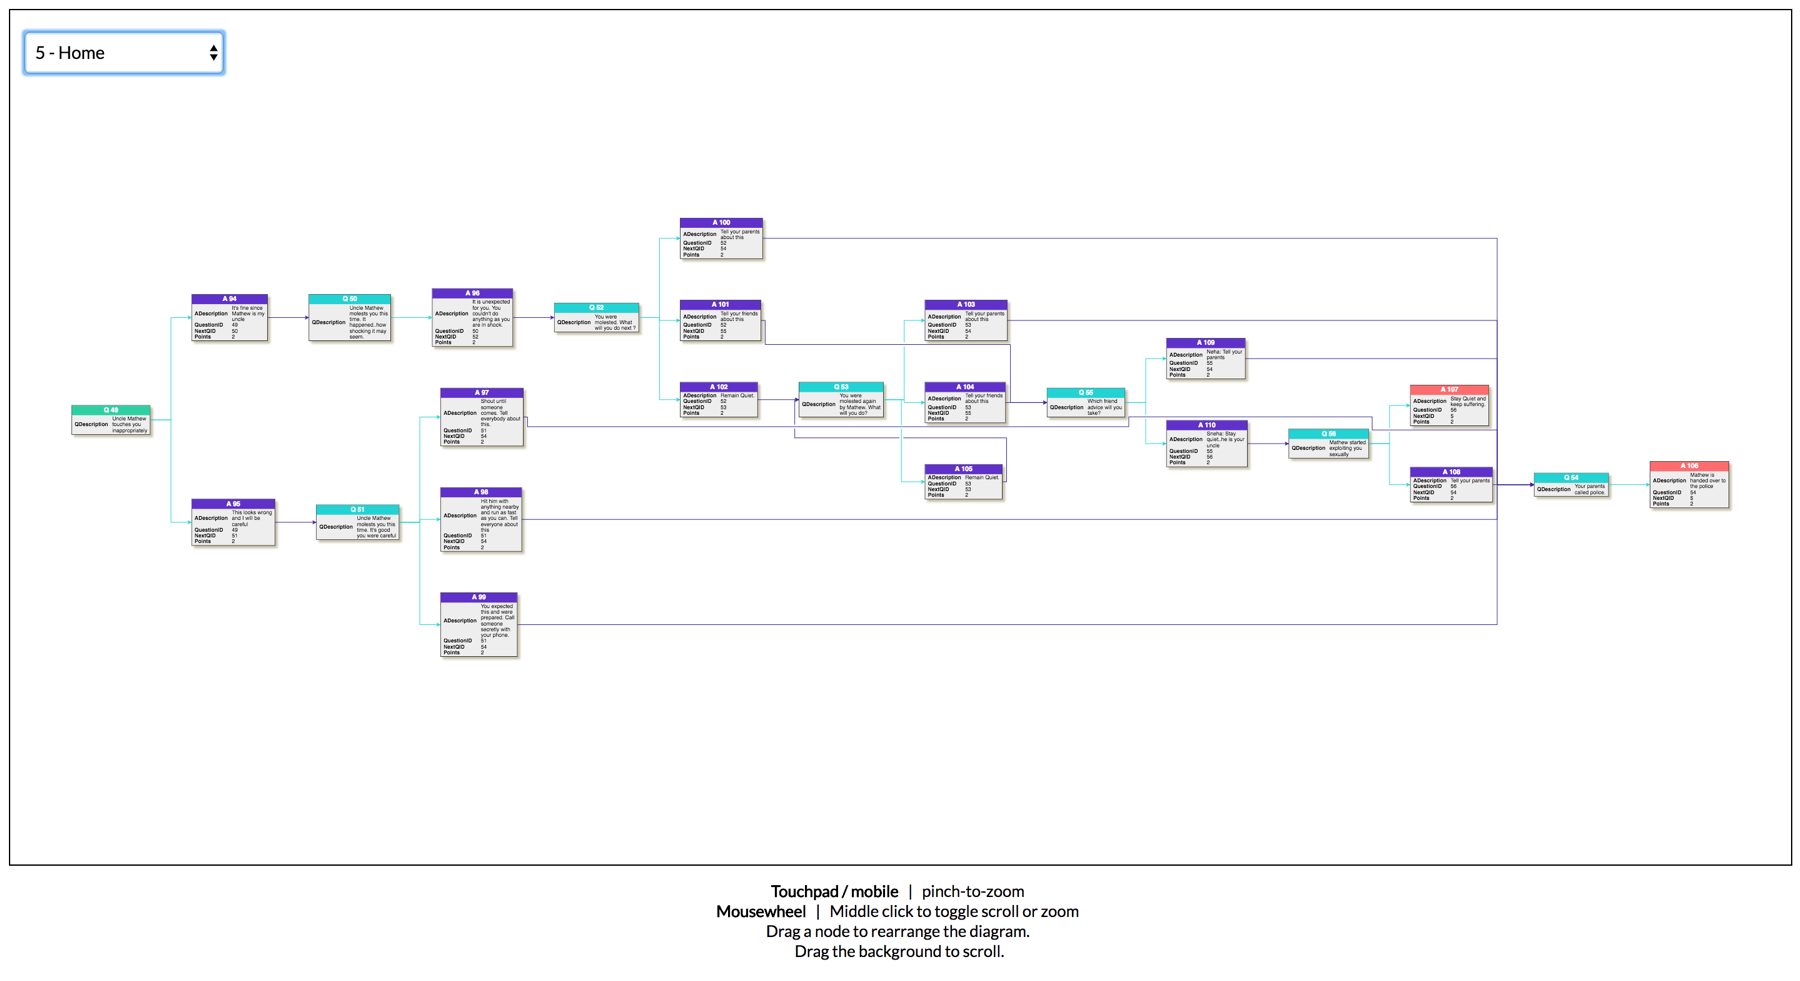 5 - Home
A 100
ADescription Tell your parents
about this
QuestionID 52
NextQID 54
Points 2
A 94
ADescription It's fine since
Mathew is my
uncle
QuestionID 49
NextQID 50
Points 2
Q 50
QDescription Uncle Mathew
molests you this
time. It
happened..how
shocking it may
seem.
A 96
ADescription It is unexpected
for you. You
couldn't do
anything as you
are in shock.
QuestionID 50
NextQID 52
Points 2
Q 52
QDescription You were
molested. What
will you do next ?
A 101
ADescription Tell your friends
about this
QuestionID 52
NextQID 55
Points 2
A 103
ADescription Tell your parents
about this
QuestionID 53
NextQID 54
Points 2
A 109
ADescription Neha: Tell your
parents
QuestionID 55
NextQID 54
Points 2
A 102
ADescription Remain Quiet.
QuestionID 52
NextQID 53
Points 2
Q 53
QDescription You were
molested again
by Mathew. What
will you do?
A 104
ADescription Tell your friends
about this
QuestionID 53
NextQID 55
Points 2
Q 55
QDescription Which friend
advice will you
take?
A 107
ADescription Stay Quiet and
keep suffering.
QuestionID 56
NextQID 5
Points 2
Q 49
QDescription Uncle Mathew
touches you
inappropriately
A 97
ADescription Shout until
someone
comes. Tell
everybody about
this.
QuestionID 51
NextQID 54
Points 2
A 110
ADescription Sneha: Stay
quiet..he is your
uncle
QuestionID 55
NextQID 56
Points 2
Q 56
QDescription Mathew started
exploiting you
sexually
A 105
ADescription Remain Quiet.
QuestionID 53
NextQID 53
Points 2
A 108
ADescription Tell your parents
QuestionID 56
NextQID 54
Points 2
Q 54
QDescription Your parents
called police.
A 106
ADescription Mathew is
handed over to
the police
QuestionID 54
NextQID 5
Points 2
A 95
ADescription This looks wrong
and I will be
careful
QuestionID 49
NextQID 51
Points 2
Q 51
QDescription Uncle Mathew
molests you this
time. It's good
you were careful
A 98
ADescription Hit him with
anything nearby
and run as fast
as you can. Tell
everyone about
this
QuestionID 51
NextQID 54
Points 2
A 99
ADescription You expected
this and were
prepared. Call
someone
secretly with
your phone.
QuestionID 51
NextQID 54
Points 2
Touchpad / mobile | pinch-to-zoom
Mousewheel | Middle click to toggle scroll or zoom
Drag a node to rearrange the diagram.
Drag the background to scroll.